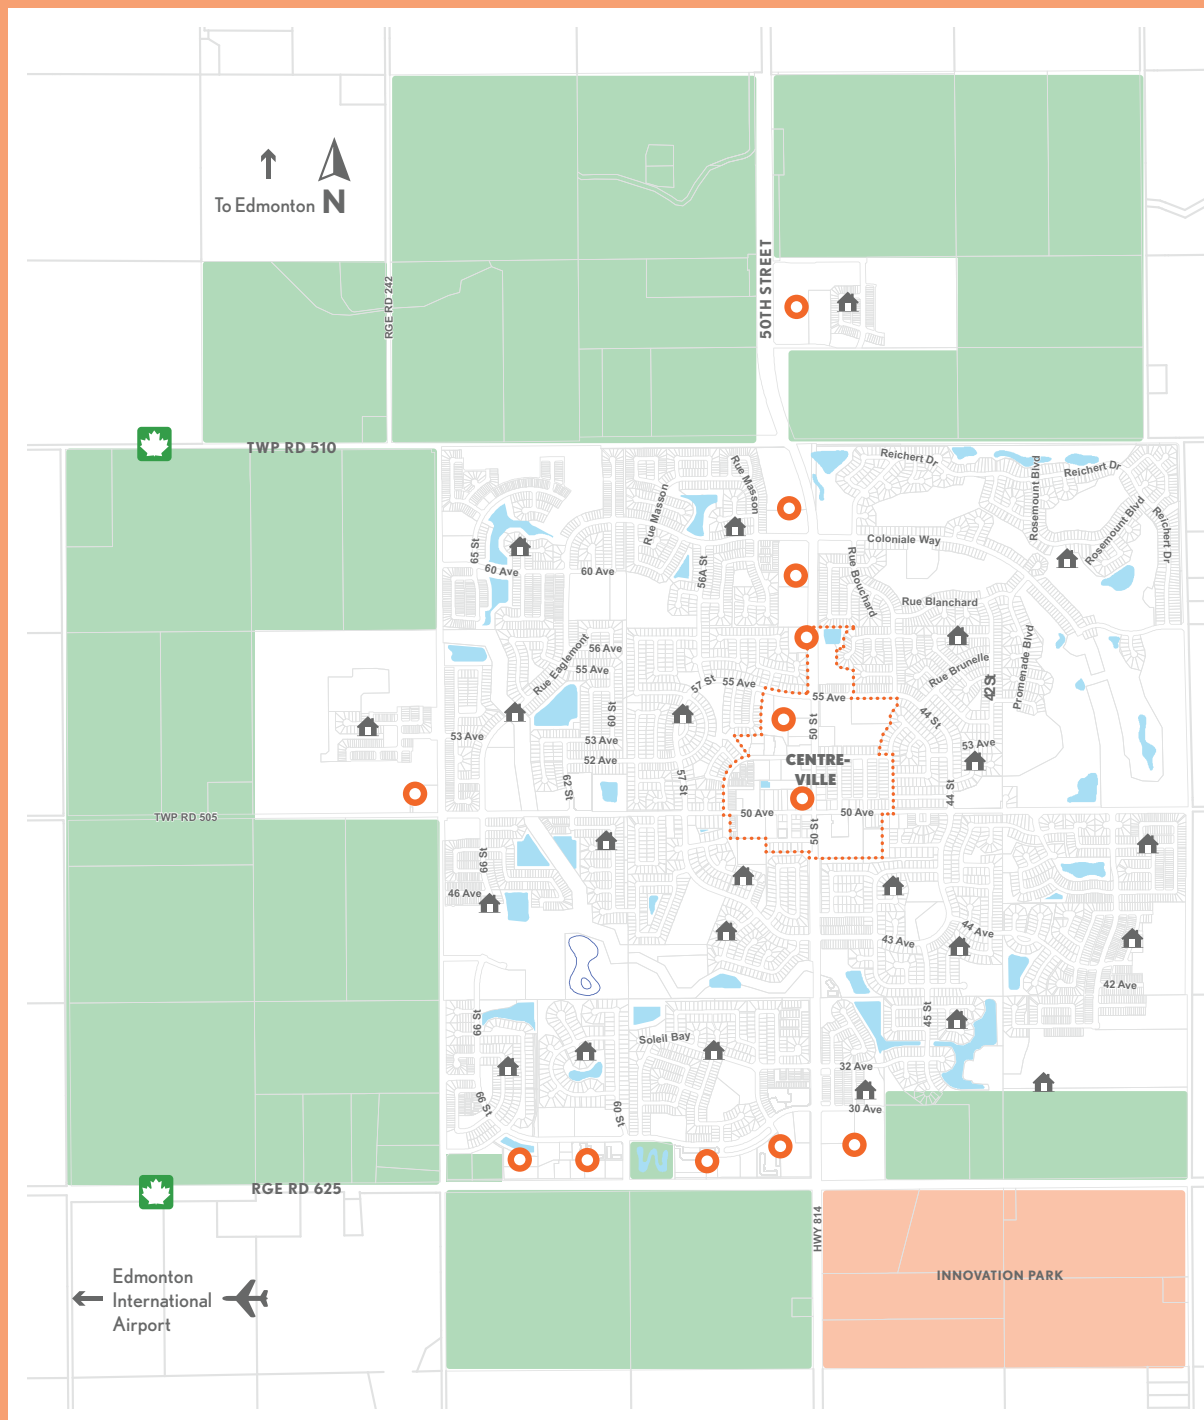 To Edmonton N
50TH STREET
RGE RD 242
TWP RD 510
Reichert Dr
Reichert Dr
Rosemount Blvd
Rue Masson
Rue Masson
Rosemount Blvd
Reichert Dr
65 St
Coloniale Way
60 Ave
60 Ave
56A St
Rue Bouchard
Rue Blanchard
56 Ave
Rue Eaglemont
55 Ave
57 St
55 Ave
55 Ave
Rue Brunelle
42 St
Promenade Blvd
60 St
50 St
44 St
53 Ave
53 Ave
53 Ave
52 Ave
CENTRE-
VILLE
62 St
57 St
44 St
TWP RD 505
50 Ave
50 Ave
50 St
66 St
46 Ave
43 Ave
44 Ave
42 Ave
66 St
45 St
Soleil Bay
32 Ave
66 St
60 St
30 Ave
RGE RD 625
HWY 814
INNOVATION PARK
Edmonton
International
Airport